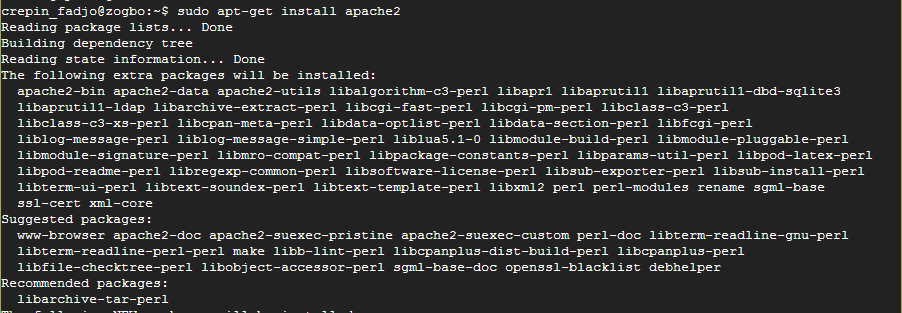 crepin_fadjo@zogbo:~$ sudo apt-get install apache2
Reading package lists... Done
Building dependency tree
Reading state information... Done
The following extra packages will be installed:
  apache2-bin apache2-data apache2-utils libalgorithm-c3-perl libapr1 libaprutil1 libaprutil1-dbd-sqlite3
  libaprutil1-ldap libarchive-extract-perl libcgi-fast-perl libcgi-pm-perl libclass-c3-perl
  libclass-c3-xs-perl libcpan-meta-perl libdata-optlist-perl libdata-section-perl libfcgi-perl
  liblog-message-perl liblog-message-simple-perl liblua5.1-0 libmodule-build-perl libmodule-pluggable-perl
  libmodule-signature-perl libmro-compat-perl libpackage-constants-perl libparams-util-perl libpod-latex-perl
  libpod-readme-perl libregexp-common-perl libsoftware-license-perl libsub-exporter-perl libsub-install-perl
  libterm-ui-perl libtext-soundex-perl libtext-template-perl libxml2 perl perl-modules rename sgml-base
  ssl-cert xml-core
Suggested packages:
  www-browser apache2-doc apache2-suexec-pristine apache2-suexec-custom perl-doc libterm-readline-gnu-perl
  libterm-readline-perl-perl make libb-lint-perl libcpanplus-dist-build-perl libcpanplus-perl
  libfile-checktree-perl libobject-accessor-perl sgml-base-doc openssl-blacklist debhelper
Recommended packages:
  libarchive-tar-perl